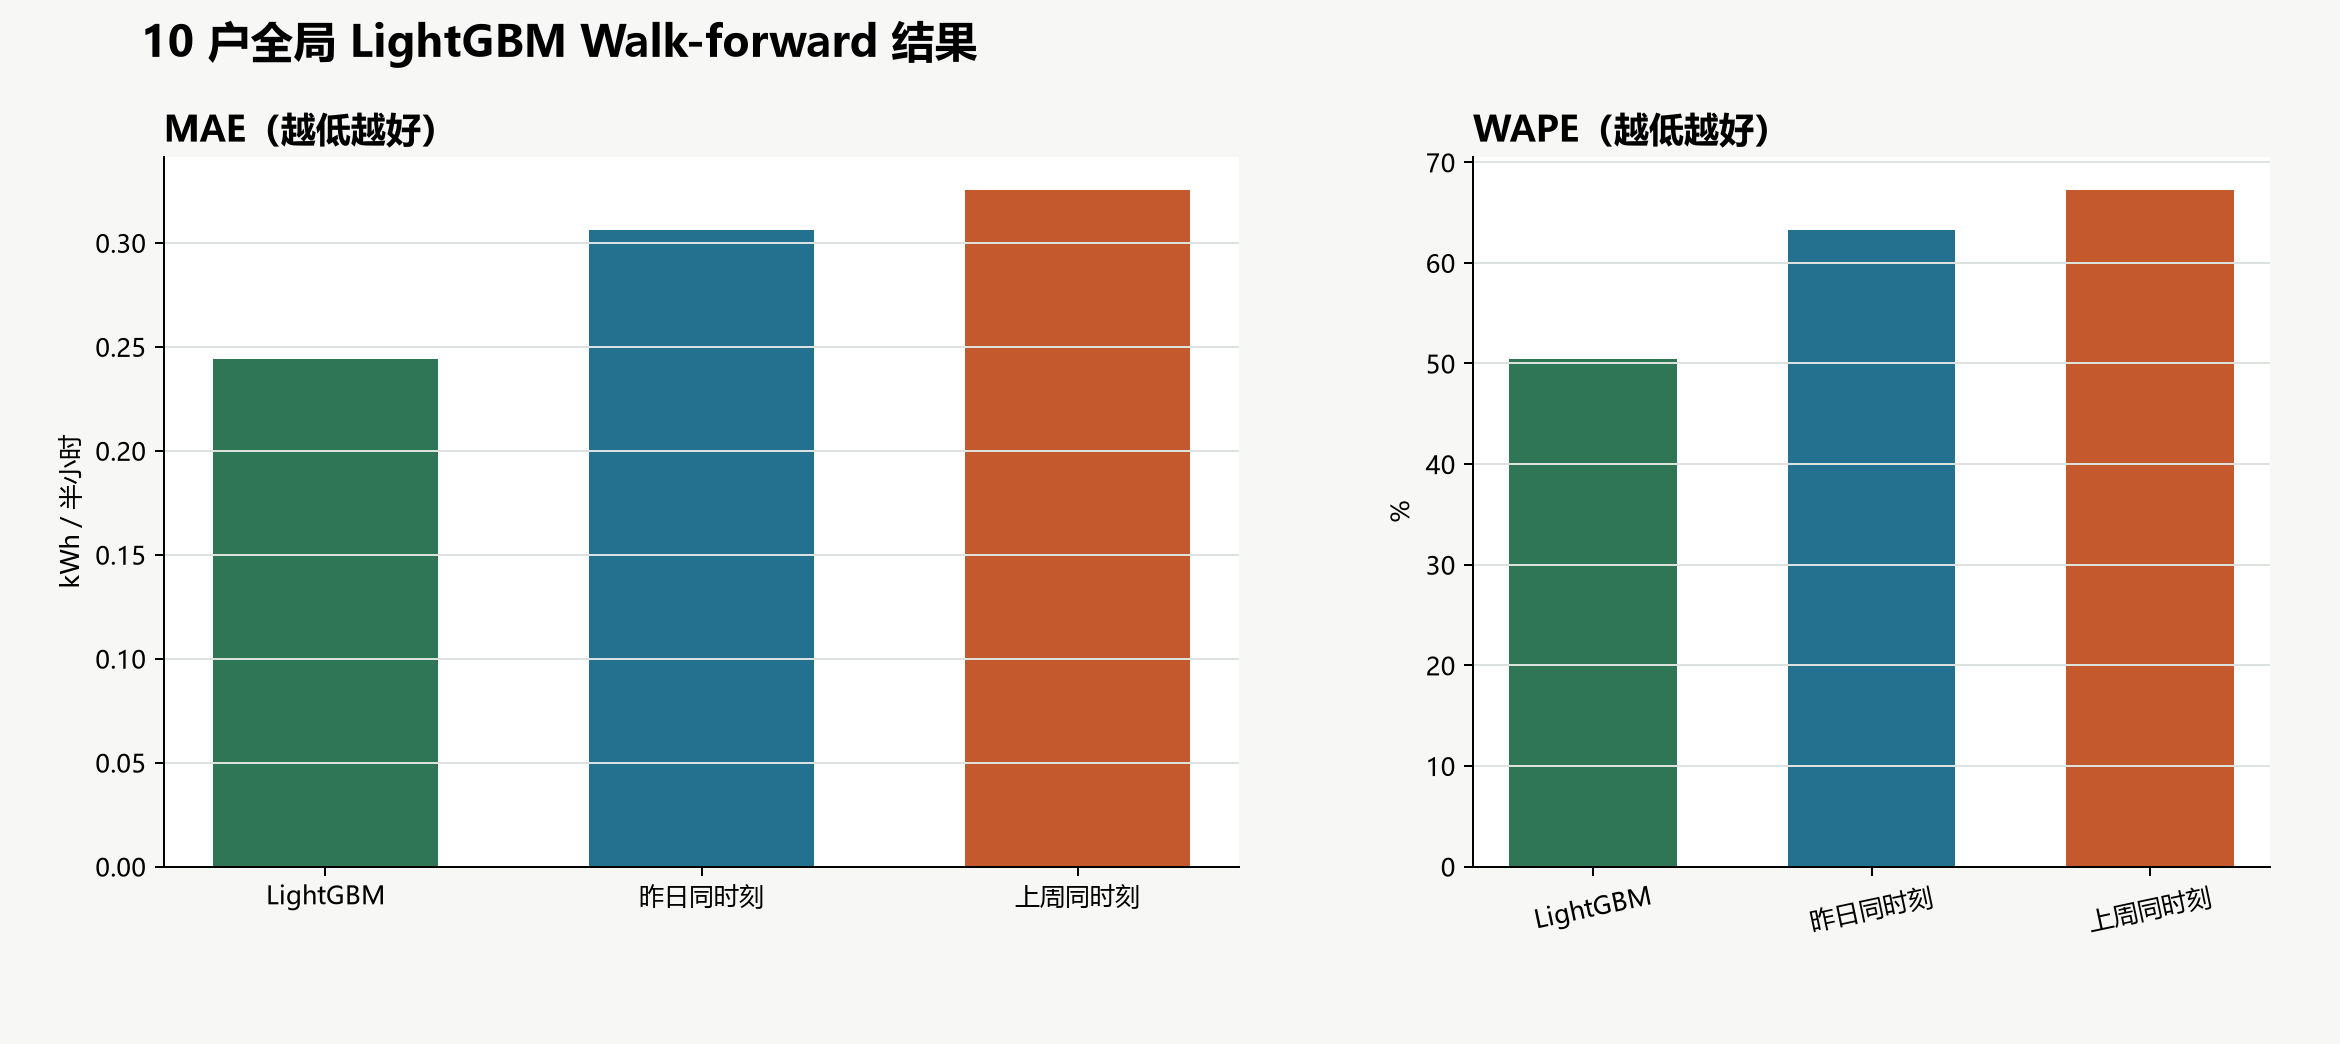 10 户全局 LightGBM Walk-forward 结果
MAE（越低越好）
kWh / 半小时
0.30
0.25
0.20
0.15
0.10
0.05
0.00
LightGBM
昨日同时刻
上周同时刻
WAPE（越低越好）
%
70
60
50
40
30
20
10
0
LightGBM
昨日同时刻
上周同时刻